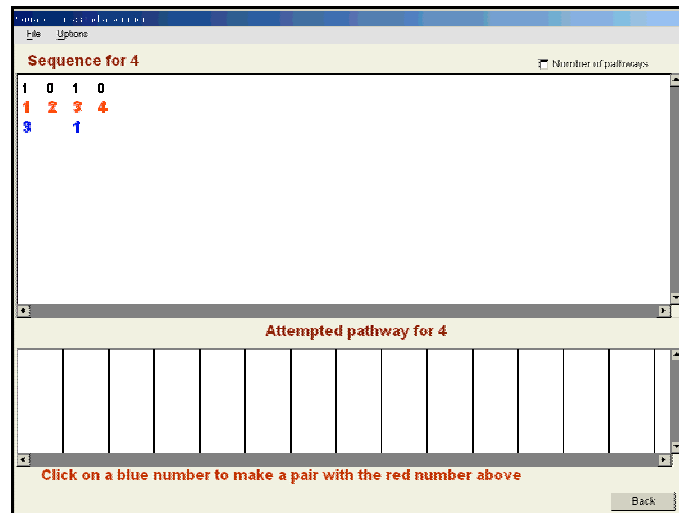 File Options
Sequence for 4
Number of pathways
1 0 1 0
1 2 3 4
3 1
Attempted pathway for 4
Click on a blue number to make a pair with the red number above
Back